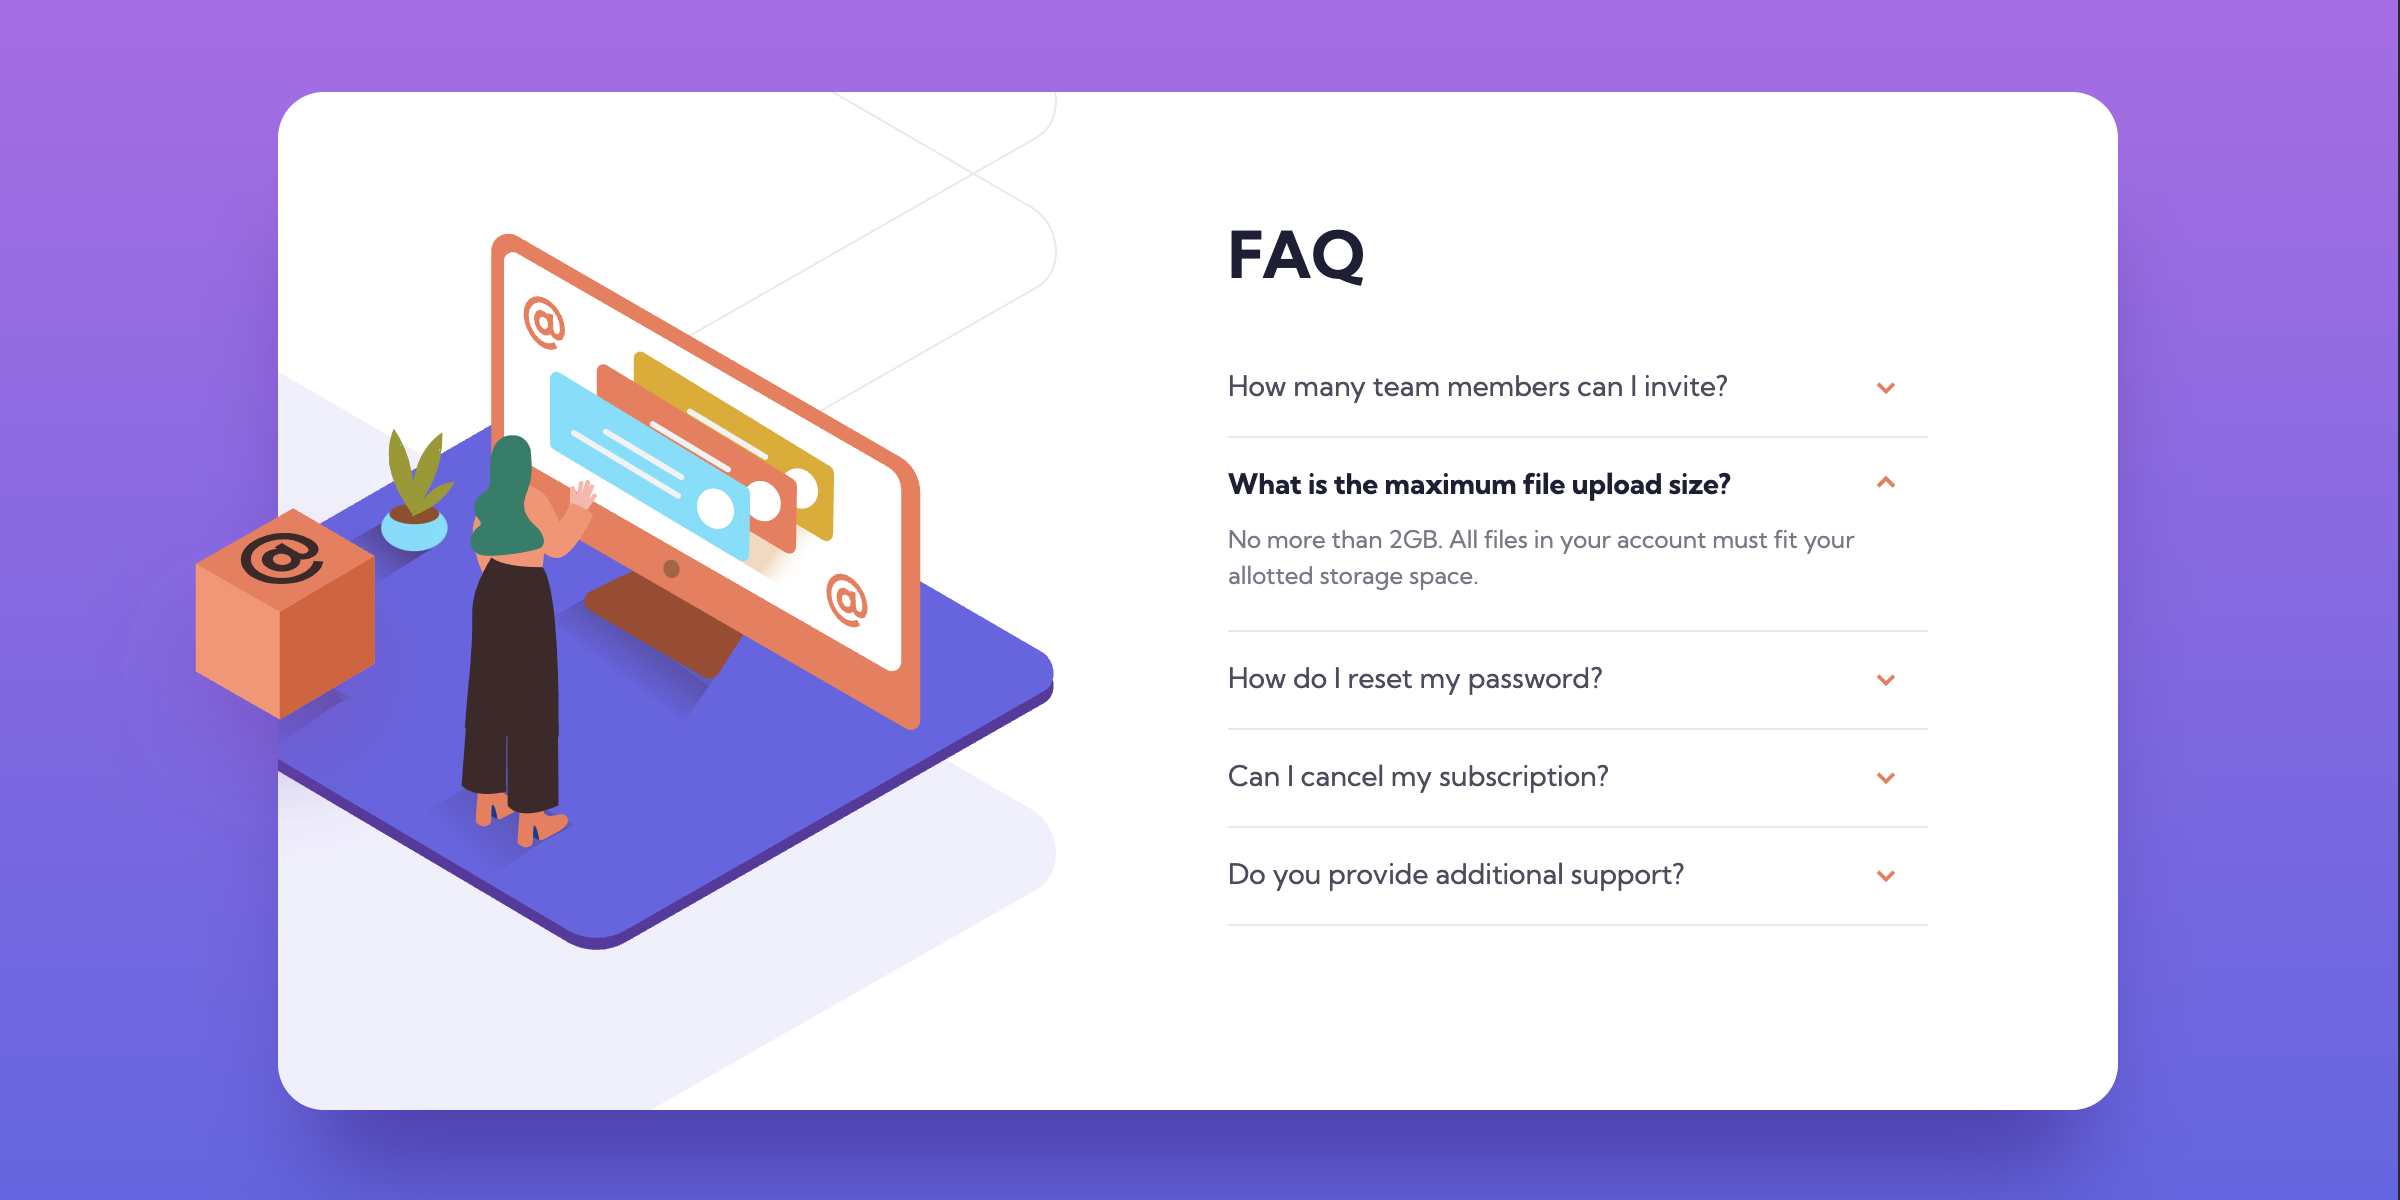 @
@
@
FAQ
How many team members can I invite?
What is the maximum file upload size?
No more than 2GB. All files in your account must fit your
allotted storage space.
How do I reset my password?
Can I cancel my subscription?
Do you provide additional support?